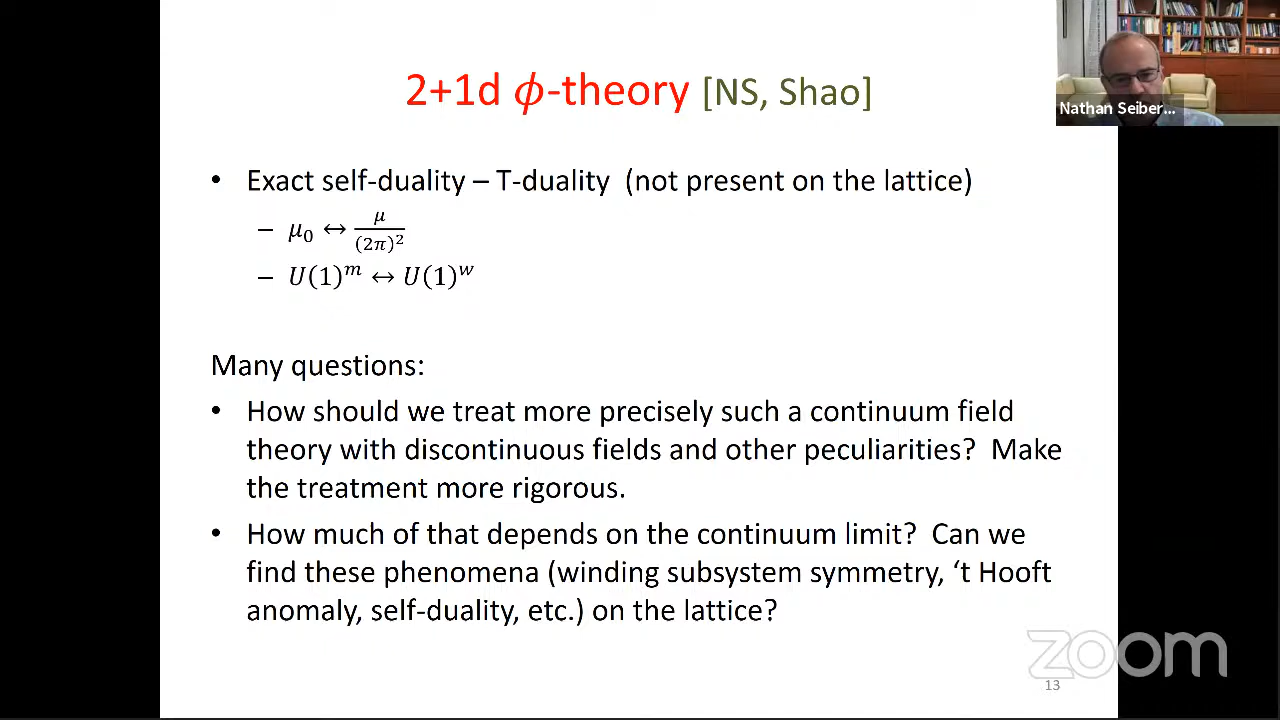 2+1d ϕ-theory [NS, Shao]
Nathan Seiber...
• Exact self-duality – T-duality (not present on the lattice)
– μ₀ ↔ μ/(2π)²
– U(1)ᵐ ↔ U(1)ʷ
Many questions:
• How should we treat more precisely such a continuum field
theory with discontinuous fields and other peculiarities? Make
the treatment more rigorous.
• How much of that depends on the continuum limit? Can we
find these phenomena (winding subsystem symmetry, ‘t Hooft
anomaly, self-duality, etc.) on the lattice?
zoom
13